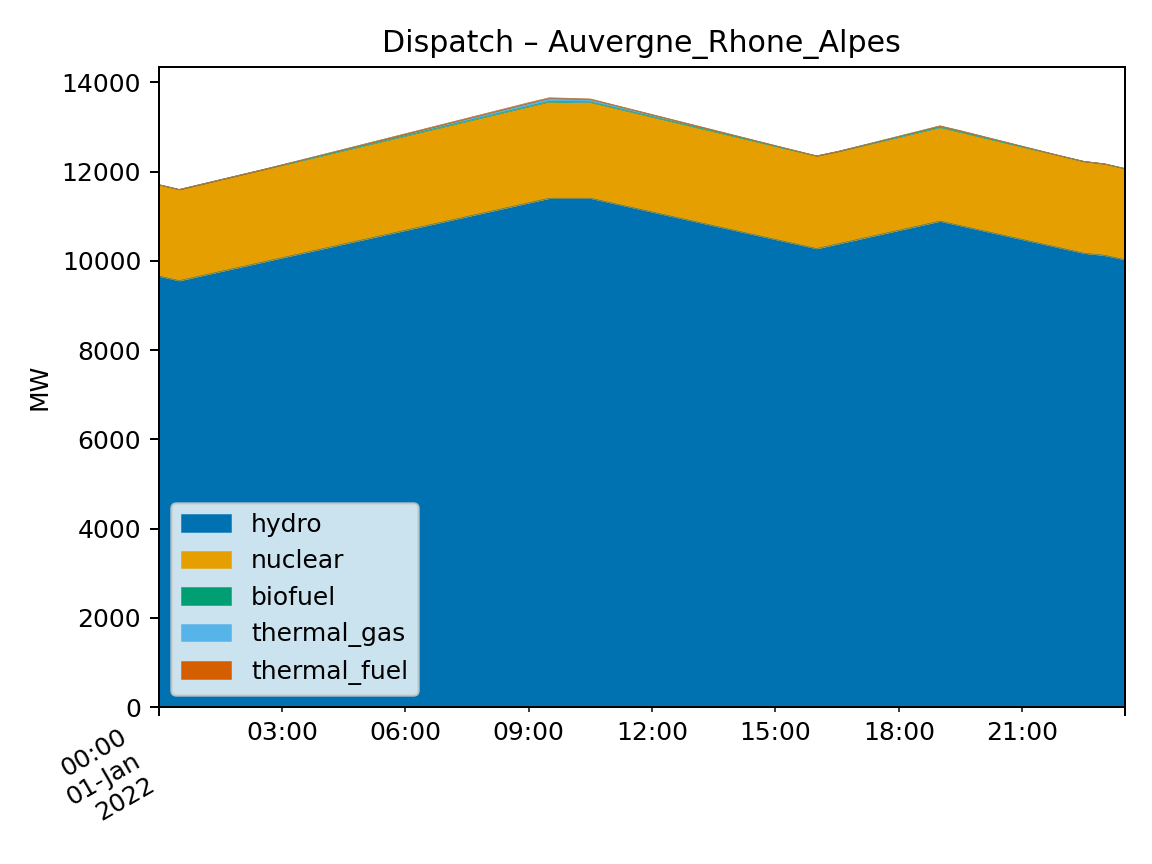 Dispatch – Auvergne_Rhone_Alpes
14000
12000
10000
8000
6000
4000
2000
0
MW
hydro
nuclear
biofuel
thermal_gas
thermal_fuel
00:00
01-Jan
2022
03:00
06:00
09:00
12:00
15:00
18:00
21:00